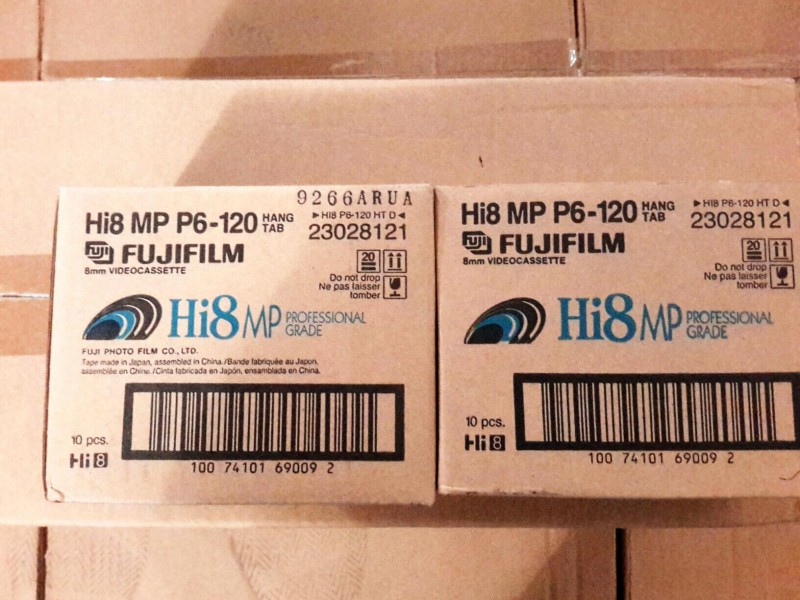 9266ARUA
Hi8 MP P6-120 HANG TAB
►HI8 P6-120 HT D◄
23028121
FUJI FUJIFILM
8mm VIDEOCASSETTE
20
Do not drop
Ne pas laisser
tomber
Hi8 MP PROFESSIONAL GRADE
FUJI PHOTO FILM CO., LTD.
Tape made in Japan, assembled in China./Bande fabriquée au Japon,
assemblée en Chine./Cinta fabricada en Japón, ensamblada en China.
10 pcs.
Hi8
100 74101 69009 2
Hi8 MP P6-120 HANG TAB
►HI8 P6-120 HT D◄
23028121
FUJI FUJIFILM
8mm VIDEOCASSETTE
20
Do not drop
Ne pas laisser
tomber
Hi8 MP PROFESSIONAL GRADE
10 pcs.
Hi8
100 74101 69009 2